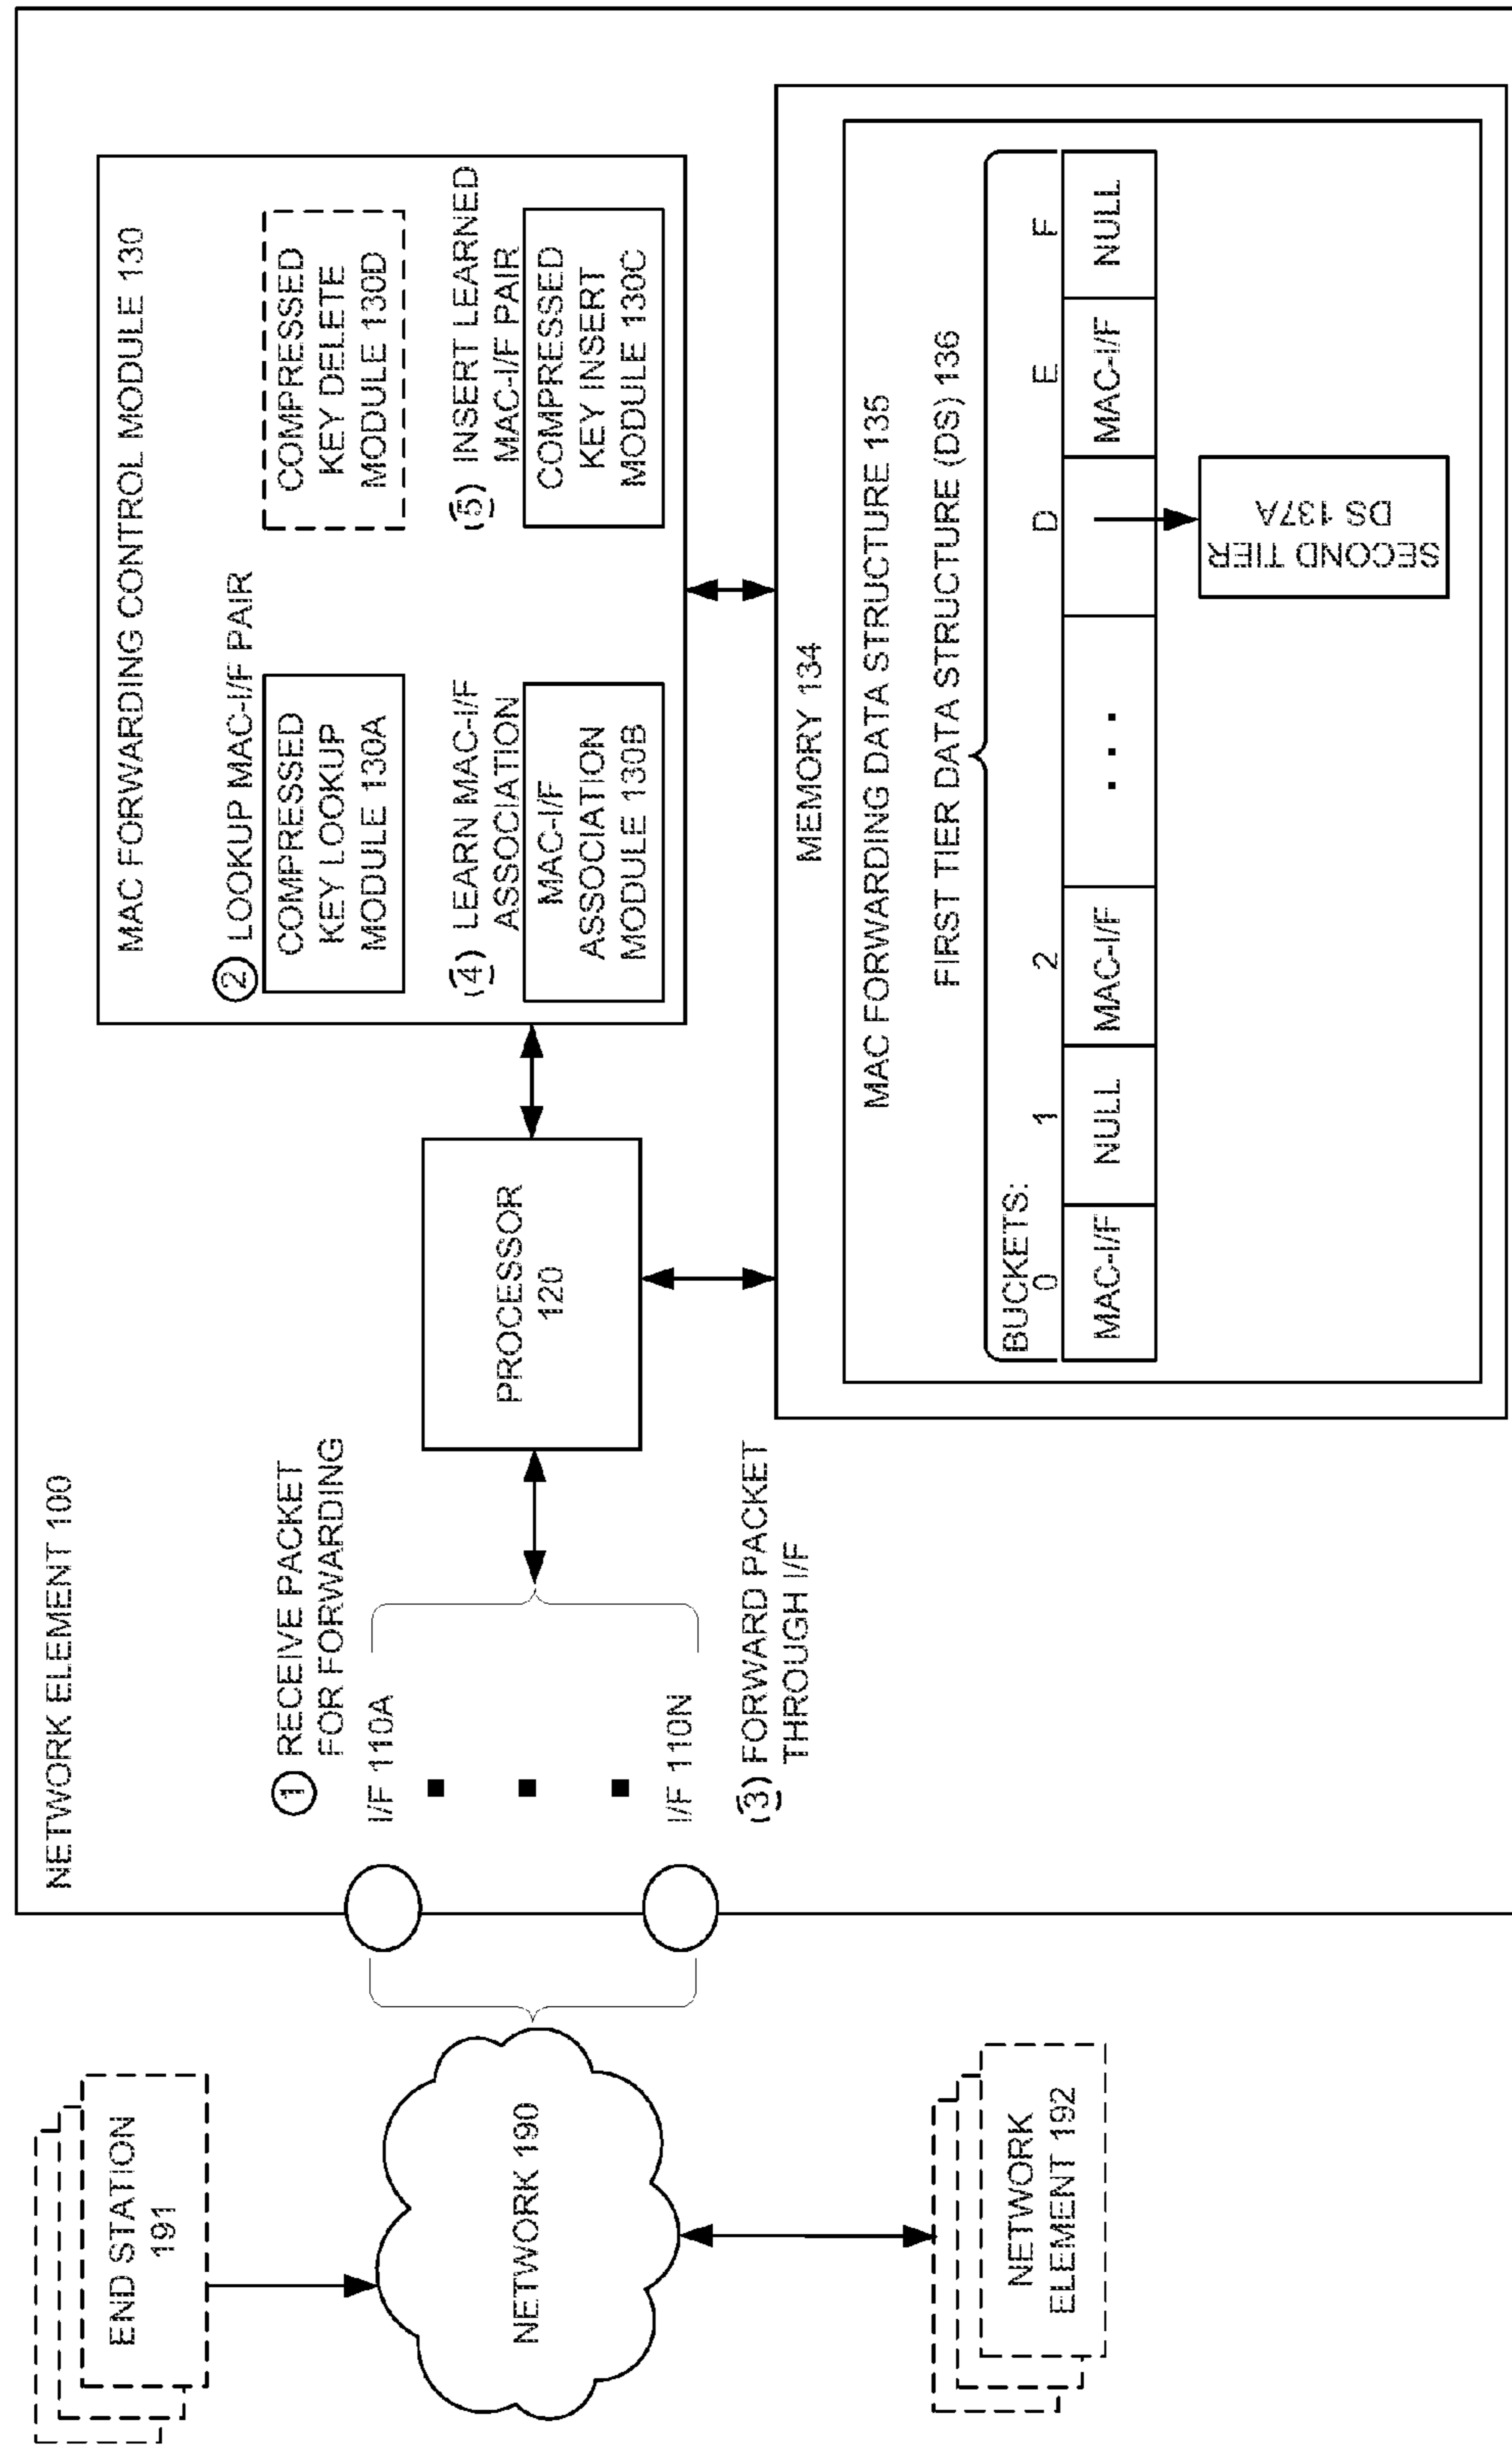 NETWORK ELEMENT 100
END STATION
191
NETWORK 190
NETWORK
ELEMENT 192
1 RECEIVE PACKET
FOR FORWARDING
I/F 110A
I/F 110N
(3) FORWARD PACKET
THROUGH I/F
PROCESSOR
120
MAC FORWARDING CONTROL MODULE 130
2 LOOKUP MAC-I/F PAIR
COMPRESSED
KEY LOOKUP
MODULE 130A
COMPRESSED
KEY DELETE
MODULE 130D
(4) LEARN MAC-I/F
ASSOCIATION
MAC-I/F
ASSOCIATION
MODULE 130B
(5) INSERT LEARNED
MAC-I/F PAIR
COMPRESSED
KEY INSERT
MODULE 130C
MEMORY 134
MAC FORWARDING DATA STRUCTURE 135
FIRST TIER DATA STRUCTURE (DS) 136
BUCKETS:
0 1 2 D E F
MAC-I/F NULL MAC-I/F . . . MAC-I/F NULL
SECOND TIER
DS 137A